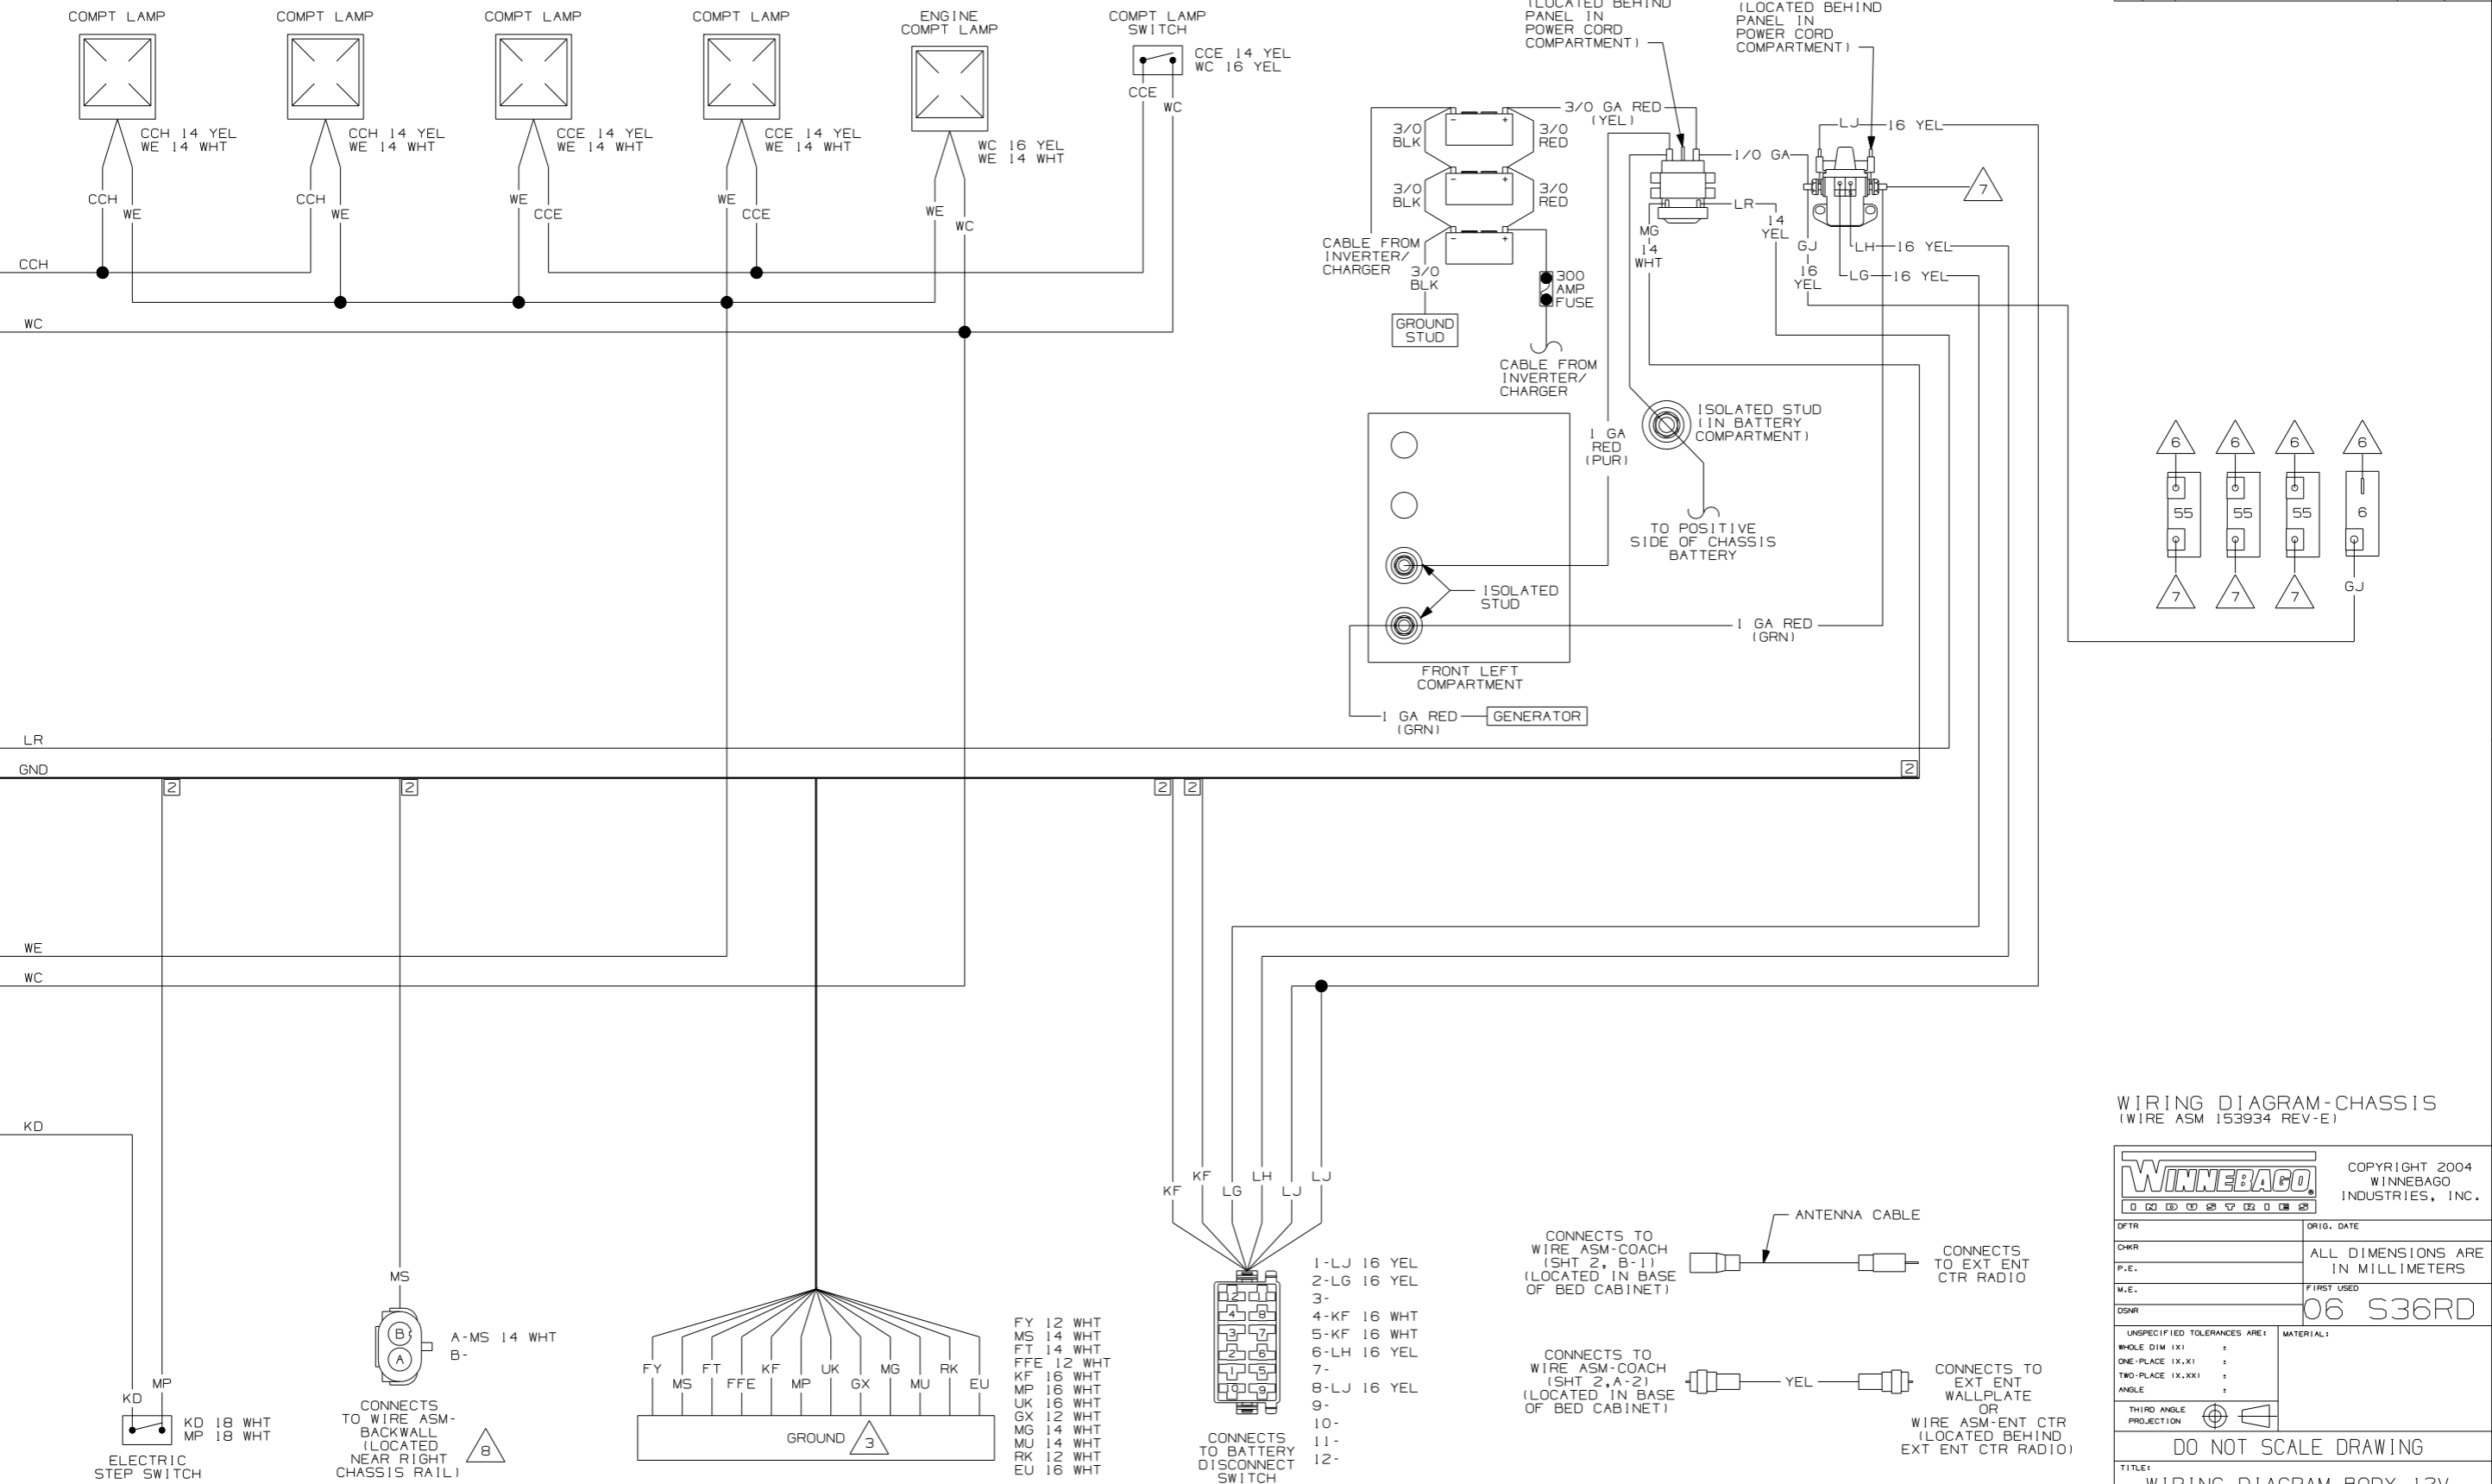 COMPT LAMP
COMPT LAMP
COMPT LAMP
COMPT LAMP
ENGINE
COMPT LAMP
COMPT LAMP
SWITCH
CCE 14 YEL
WC 16 YEL
CCE
WC
(LOCATED BEHIND
PANEL IN
POWER CORD
COMPARTMENT)
(LOCATED BEHIND
PANEL IN
POWER CORD
COMPARTMENT)
CCH 14 YEL
WE 14 WHT
CCH 14 YEL
WE 14 WHT
CCE 14 YEL
WE 14 WHT
CCE 14 YEL
WE 14 WHT
WC 16 YEL
WE 14 WHT
CCH
WE
CCH
WE
WE
CCE
WE
CCE
WE
WC
CCH
WC
3/0 GA RED
(YEL)
3/0
BLK
3/0
RED
3/0
BLK
3/0
RED
- +
- +
- +
CABLE FROM
INVERTER/
CHARGER
3/0
BLK
GROUND
STUD
300
AMP
FUSE
CABLE FROM
INVERTER/
CHARGER
1/0 GA
LJ 16 YEL
7
LR
14
YEL
MG
14
WHT
GJ
16
YEL
LH 16 YEL
LG 16 YEL
1 GA
RED
(PUR)
ISOLATED STUD
(IN BATTERY
COMPARTMENT)
TO POSITIVE
SIDE OF CHASSIS
BATTERY
ISOLATED
STUD
1 GA RED
(GRN)
FRONT LEFT
COMPARTMENT
1 GA RED
(GRN)
GENERATOR
6 6 6 6
55 55 55 6
7 7 7
GJ
LR
GND
2
2
2
2
2
WE
WC
KD
KD
MP
KD 18 WHT
MP 18 WHT
ELECTRIC
STEP SWITCH
MS
B
A
A-MS 14 WHT
B-
CONNECTS
TO WIRE ASM-
BACKWALL
(LOCATED
NEAR RIGHT
CHASSIS RAIL)
8
FY
MS
FT
FFE
KF
MP
UK
GX
MG
MU
RK
EU
GROUND
3
FY 12 WHT
MS 14 WHT
FT 14 WHT
FFE 12 WHT
KF 16 WHT
MP 16 WHT
UK 16 WHT
GX 12 WHT
MG 14 WHT
MU 14 WHT
RK 12 WHT
EU 16 WHT
KF
KF
LG
LH
LJ
LJ
12 11
4 8
3 7
2 6
1 5
10 9
1-LJ 16 YEL
2-LG 16 YEL
3-
4-KF 16 WHT
5-KF 16 WHT
6-LH 16 YEL
7-
8-LJ 16 YEL
9-
10-
11-
12-
CONNECTS
TO BATTERY
DISCONNECT
SWITCH
ANTENNA CABLE
CONNECTS TO
WIRE ASM-COACH
(SHT 2, B-1)
(LOCATED IN BASE
OF BED CABINET)
CONNECTS
TO EXT ENT
CTR RADIO
CONNECTS TO
WIRE ASM-COACH
(SHT 2,A-2)
(LOCATED IN BASE
OF BED CABINET)
YEL
CONNECTS TO
EXT ENT
WALLPLATE
OR
WIRE ASM-ENT CTR
(LOCATED BEHIND
EXT ENT CTR RADIO)
WIRING DIAGRAM-CHASSIS
(WIRE ASM 153934 REV-E)
WINNEBAGO®
INDUSTRIES
COPYRIGHT 2004
WINNEBAGO
INDUSTRIES, INC.
DFTR
ORIG. DATE
CHKR
P.E.
ALL DIMENSIONS ARE
IN MILLIMETERS
M.E.
FIRST USED
DSNR
06 S36RD
UNSPECIFIED TOLERANCES ARE:
MATERIAL:
WHOLE DIM (X) :
ONE-PLACE (X.X) :
TWO-PLACE (X.XX) :
ANGLE :
THIRD ANGLE
PROJECTION
DO NOT SCALE DRAWING
TITLE:
WIRING DIAGRAM BODY 12V